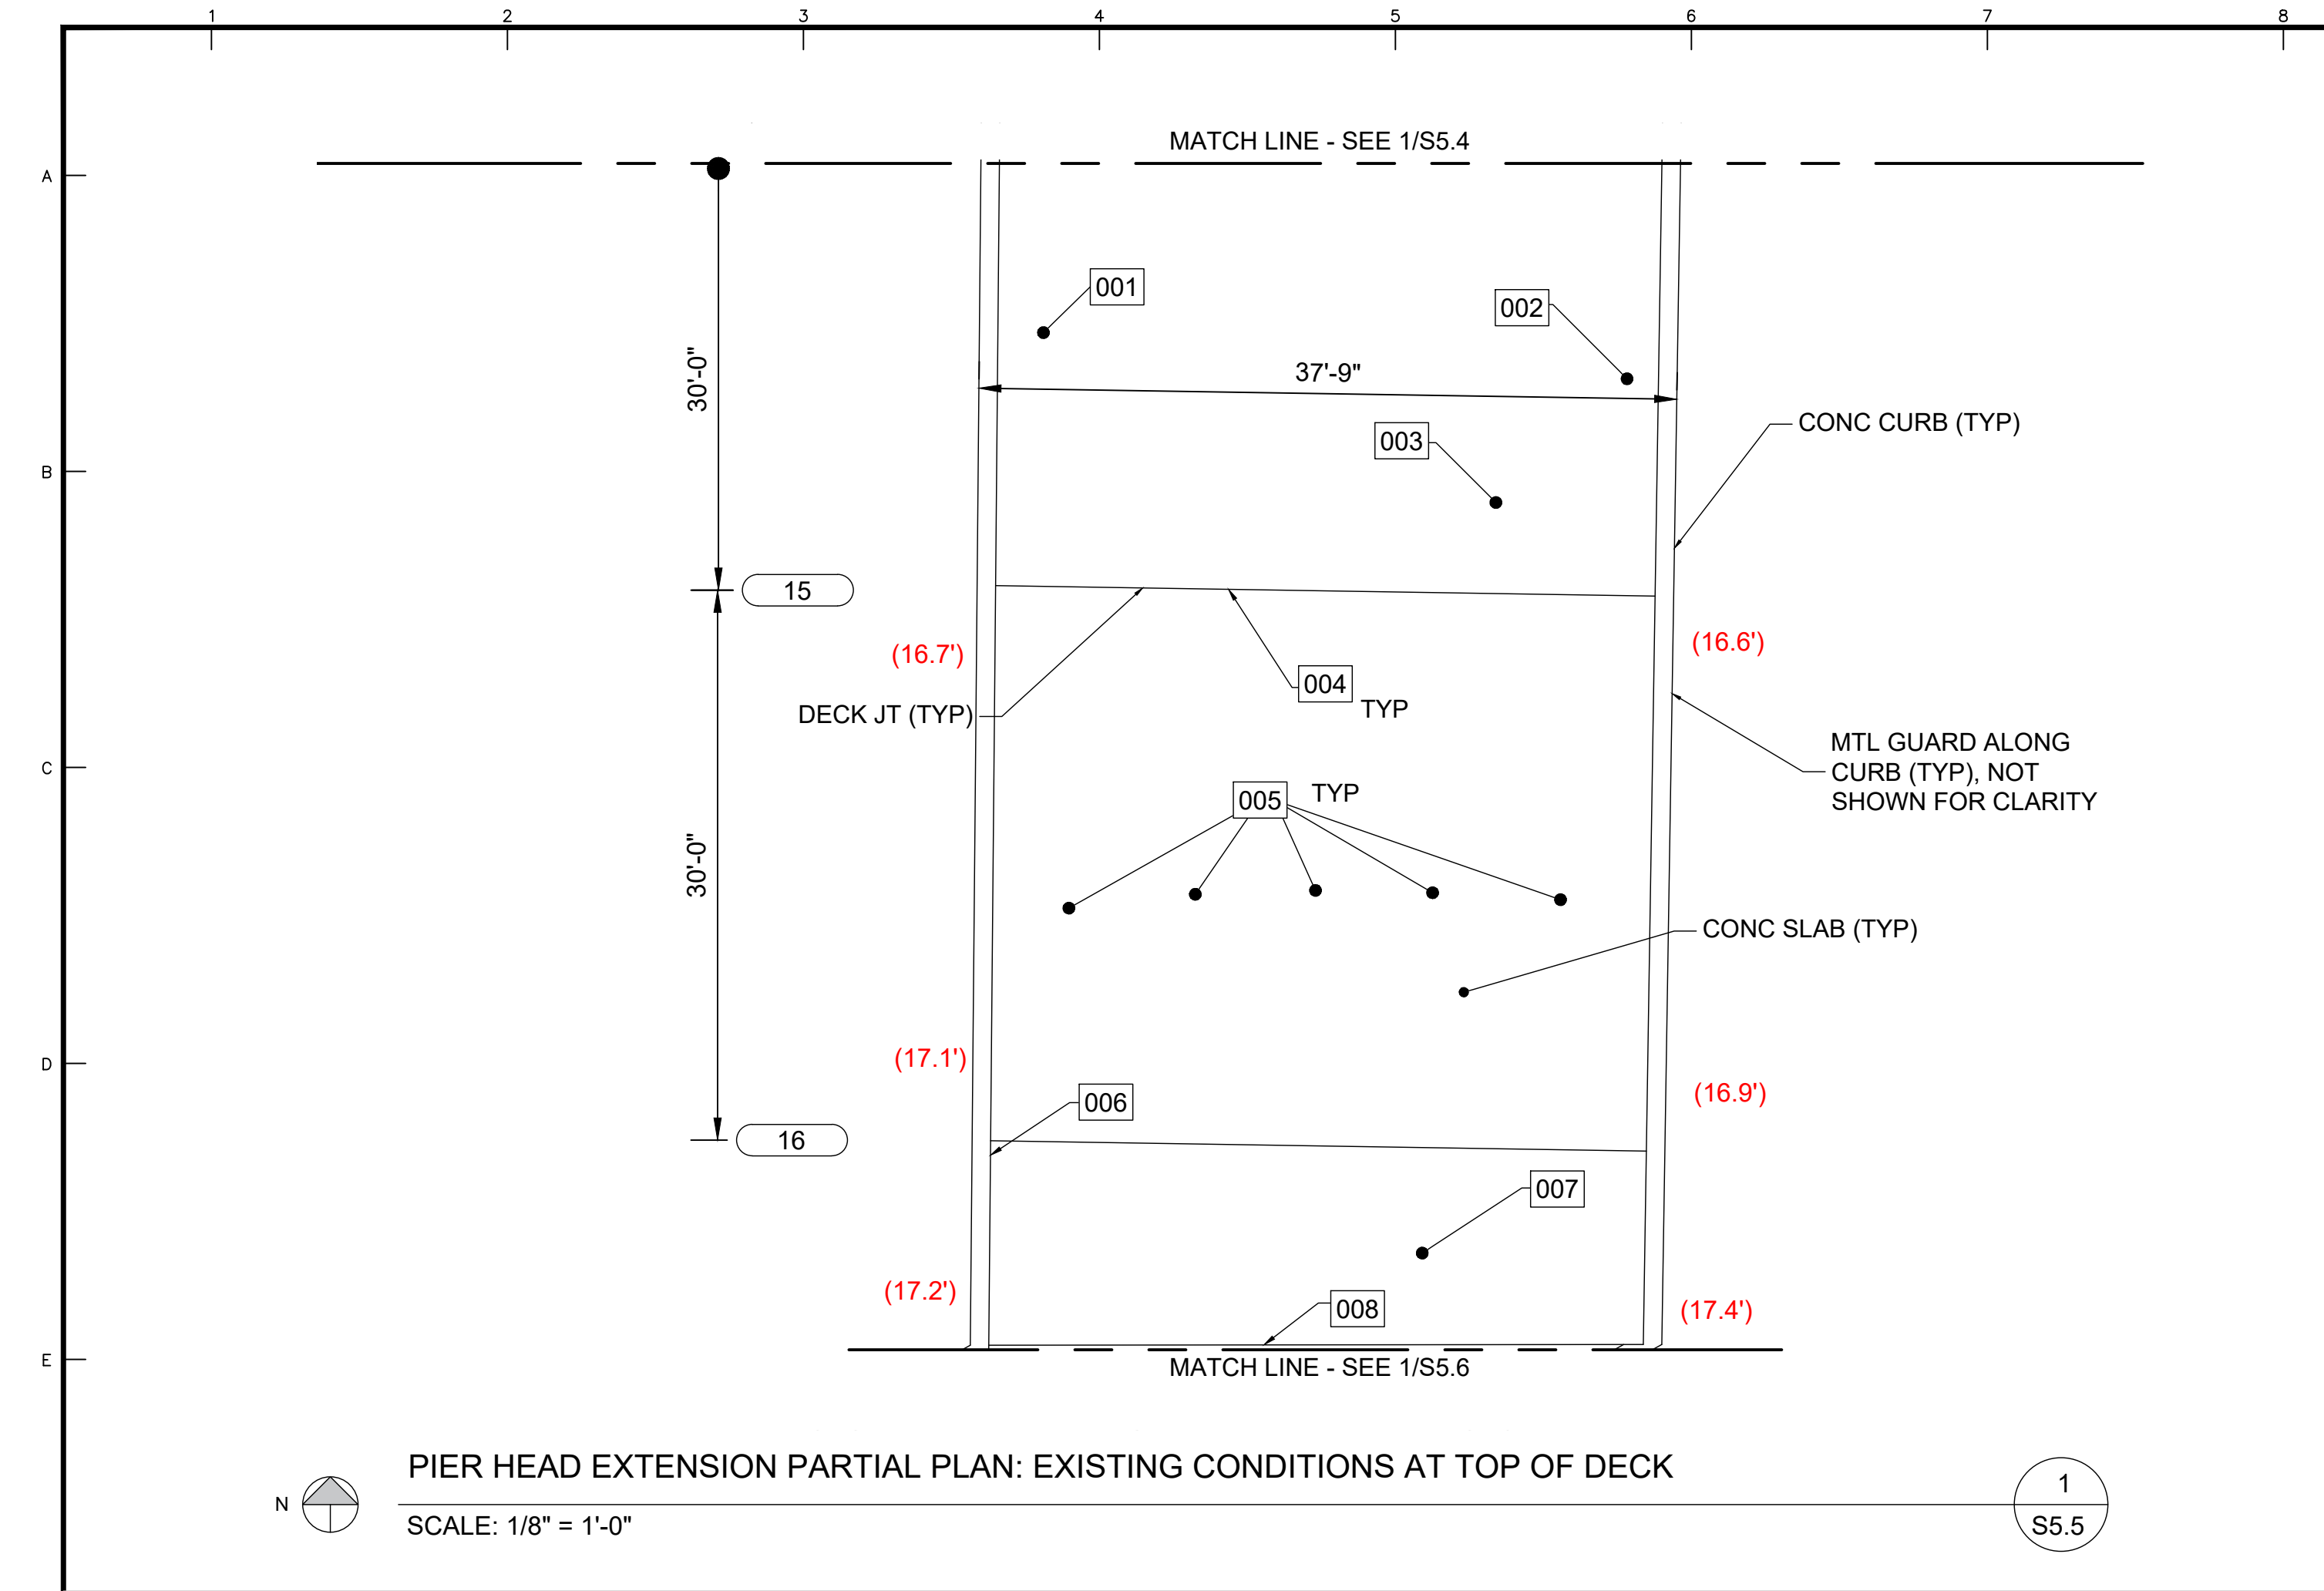 1 2 3 4 5 6 7 8
A
B
C
D
E
MATCH LINE - SEE 1/S5.4
001
002
30'-0"
37'-9"
003
CONC CURB (TYP)
15
(16.7')
(16.6')
004
TYP
DECK JT (TYP)
MTL GUARD ALONG
CURB (TYP), NOT
SHOWN FOR CLARITY
005 TYP
30'-0"
CONC SLAB (TYP)
(17.1')
(16.9')
006
16
007
(17.2')
008
(17.4')
MATCH LINE - SEE 1/S5.6
PIER HEAD EXTENSION PARTIAL PLAN: EXISTING CONDITIONS AT TOP OF DECK
N
SCALE: 1/8" = 1'-0"
1
S5.5